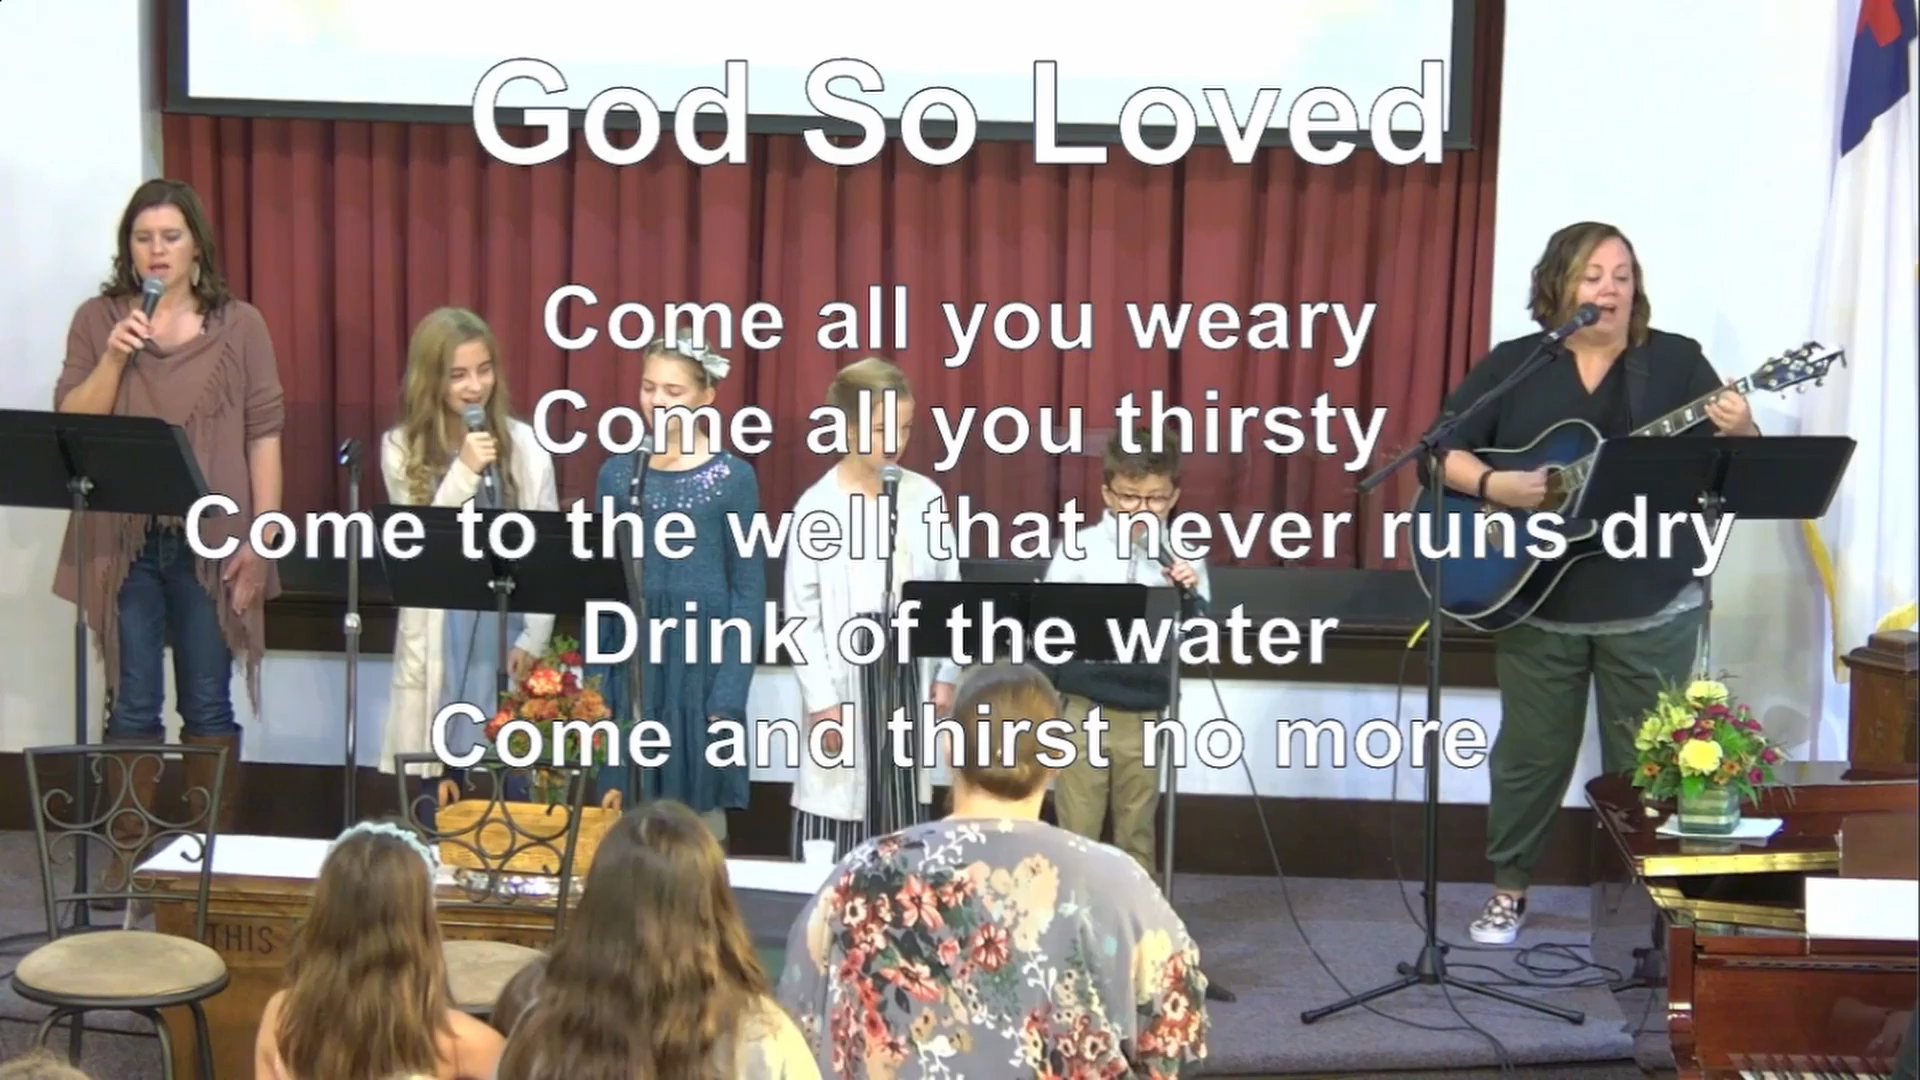 God So Loved
Come all you weary
Come all you thirsty
Come to the well that never runs dry
Drink of the water
Come and thirst no more
THIS